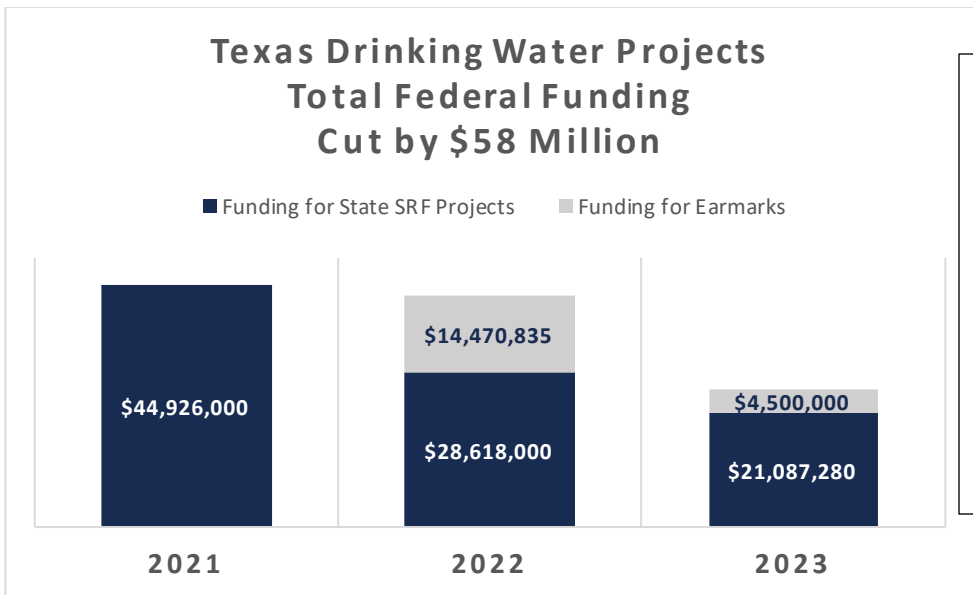 Texas Drinking Water Projects
Total Federal Funding
Cut by $58 Million
Funding for State SRF Projects Funding for Earmarks
$44,926,000
$14,470,835
$28,618,000
$4,500,000
$21,087,280
2021 2022 2023